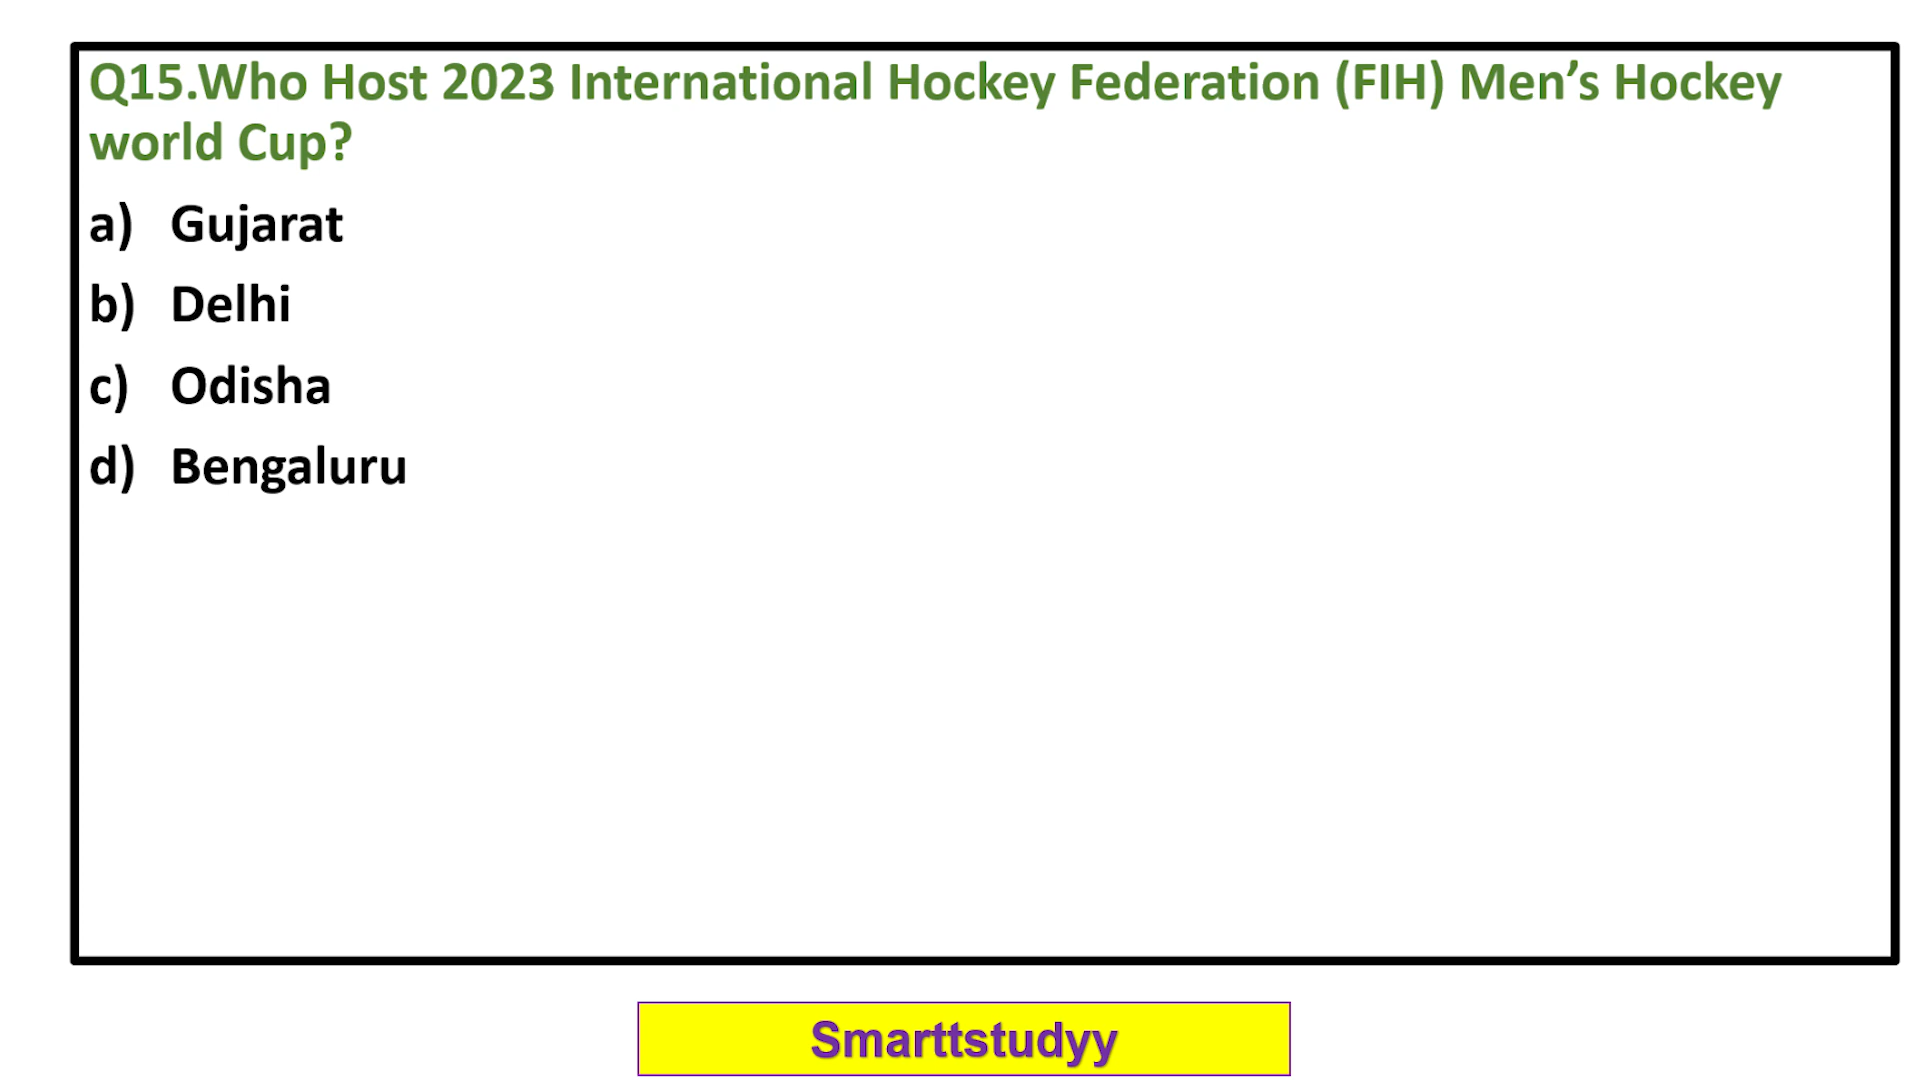 Q15.Who Host 2023 International Hockey Federation (FIH) Men’s Hockey
world Cup?
a) Gujarat
b) Delhi
c) Odisha
d) Bengaluru
Smarttstudyy